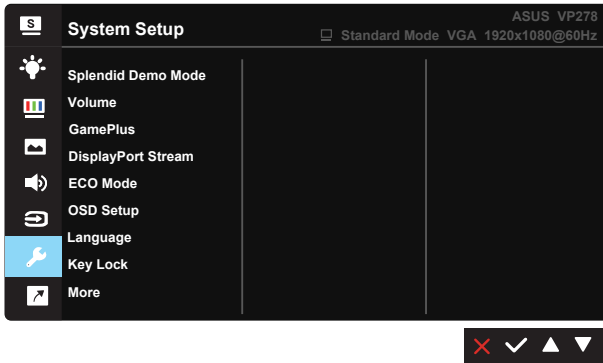 S
System Setup
ASUS VP278
Standard Mode VGA 1920x1080@60Hz
Splendid Demo Mode
Volume
GamePlus
DisplayPort Stream
ECO Mode
OSD Setup
Language
Key Lock
More